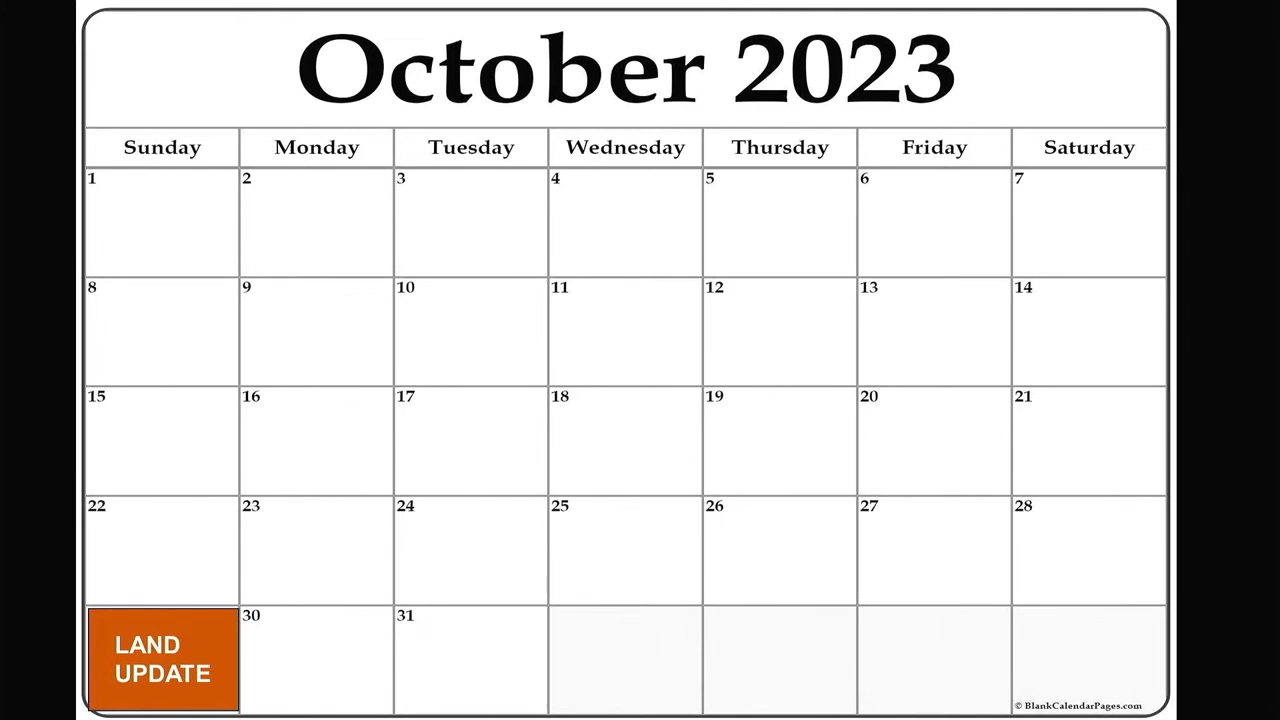 October 2023
Sunday Monday Tuesday Wednesday Thursday Friday Saturday
1 2 3 4 5 6 7
8 9 10 11 12 13 14
15 16 17 18 19 20 21
22 23 24 25 26 27 28
30 31
LAND
UPDATE
© BlankCalendarPages.com